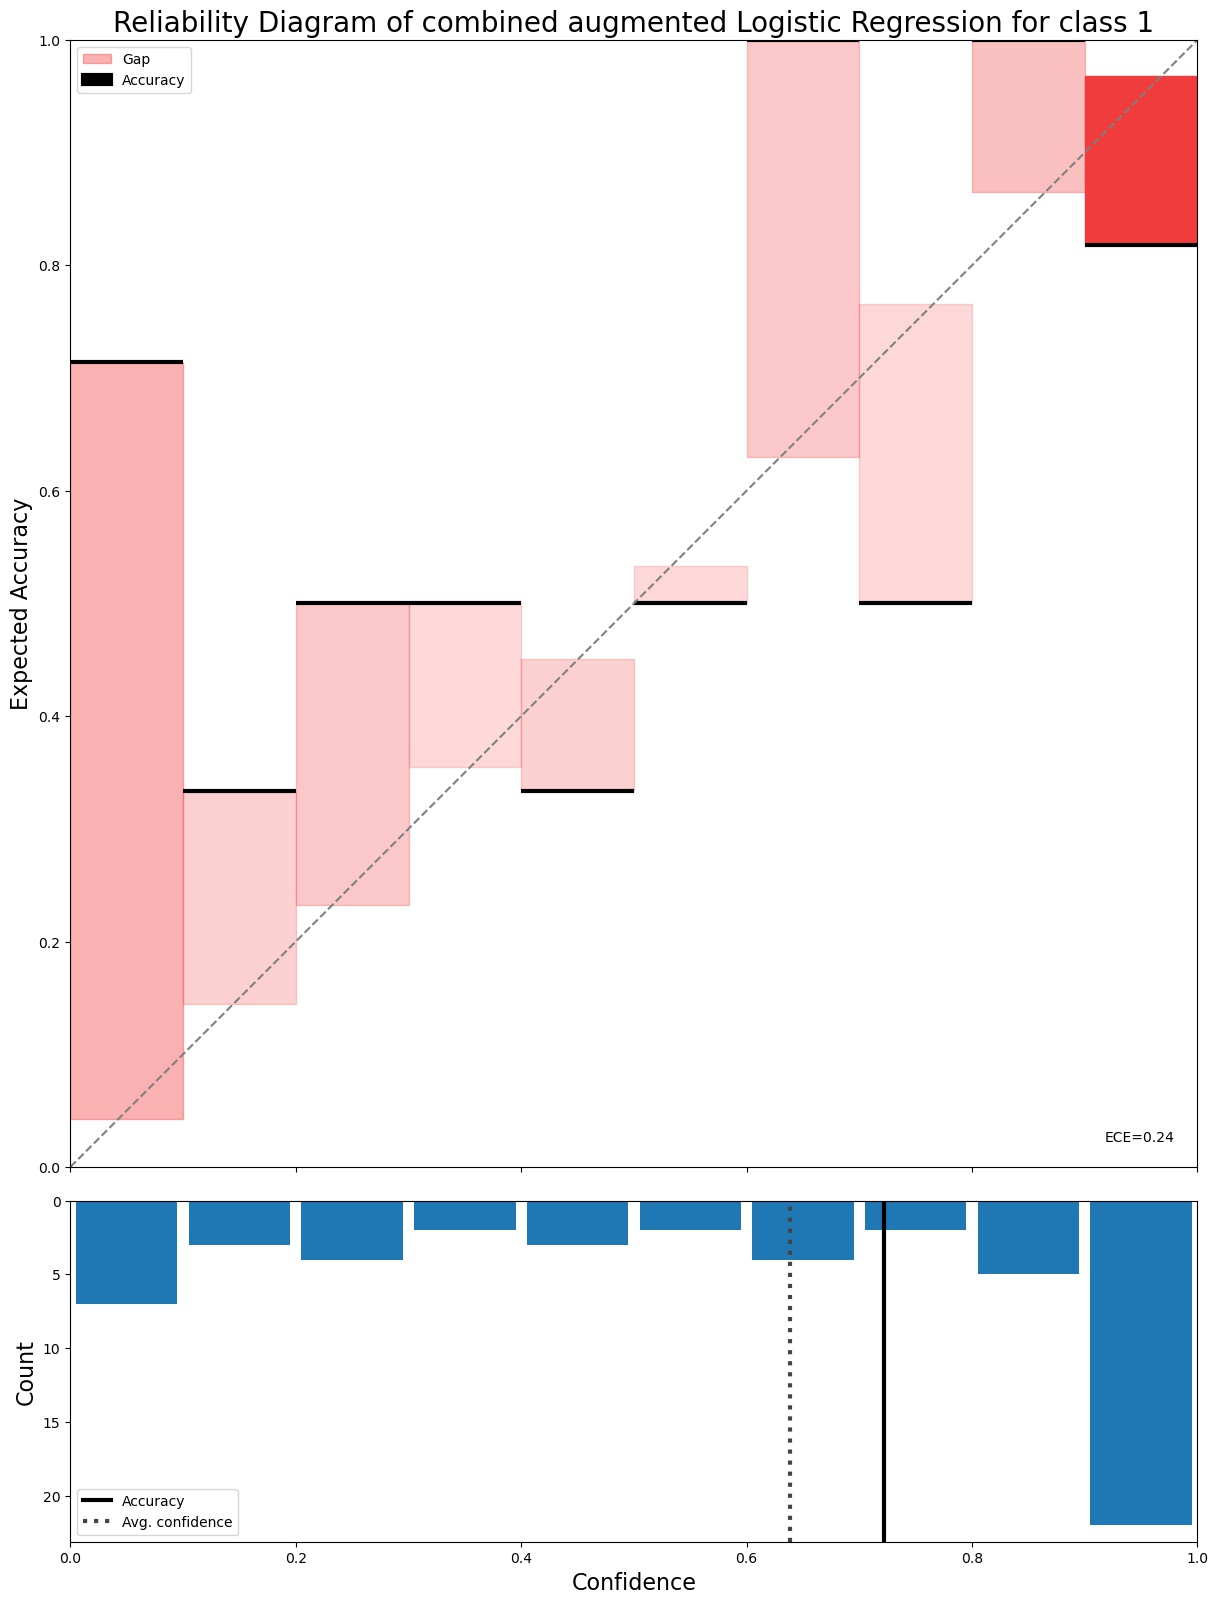 Reliability Diagram of combined augmented Logistic Regression for class 1
1.0
Gap
Accuracy
0.8
0.6
Expected Accuracy
0.4
0.2
ECE=0.24
0.0
0
5
10
Count
15
20
Accuracy
Avg. confidence
0.0 0.2 0.4 0.6 0.8 1.0
Confidence